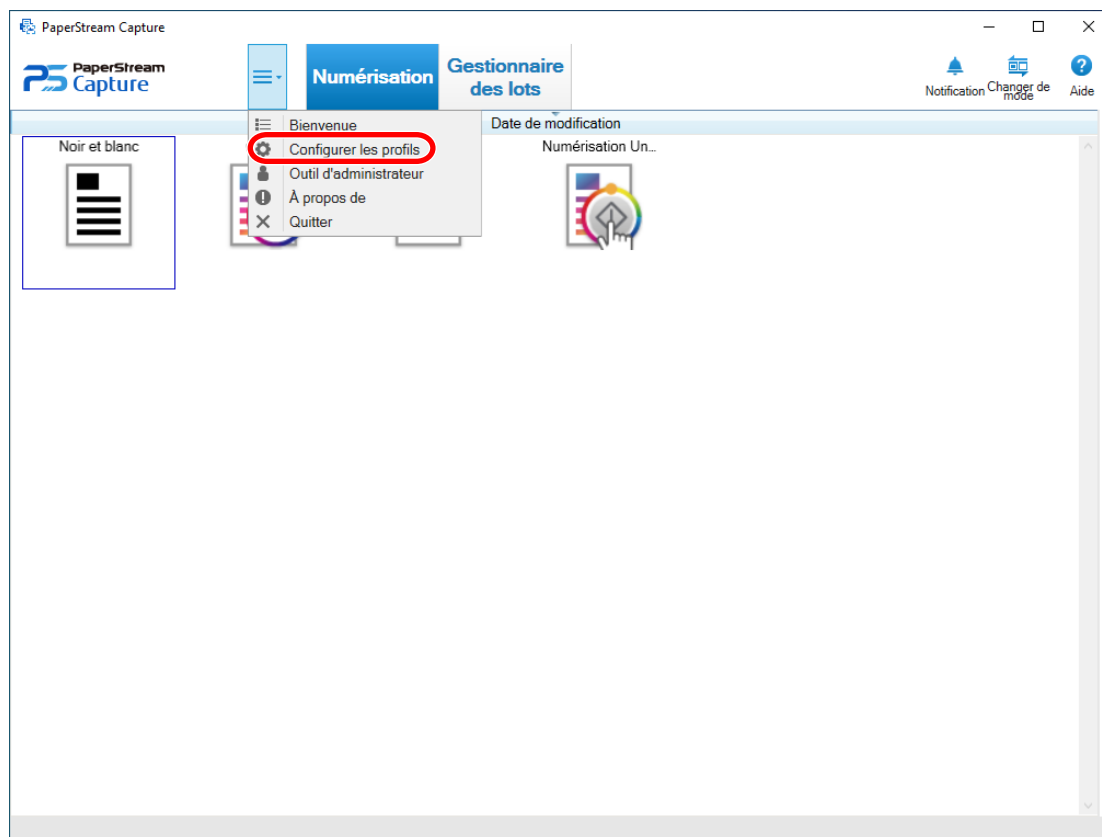 PaperStream Capture
PaperStream
Capture
Numérisation
Gestionnaire
des lots
Notification
Changer de
mode
Aide
Date de modification
Bienvenue
Configurer les profils
Outil d'administrateur
À propos de
Quitter
Noir et blanc
Numérisation Un...